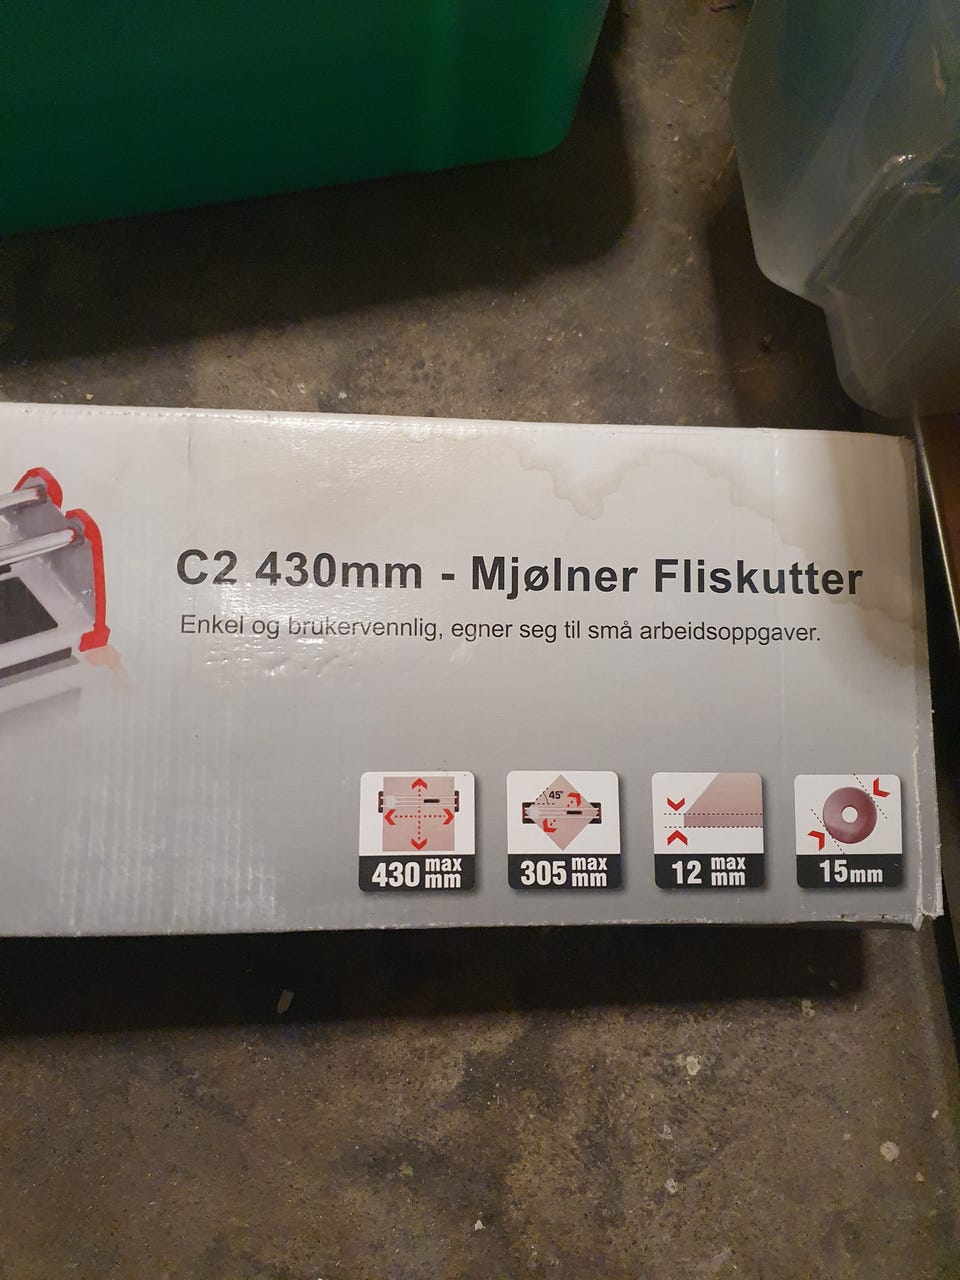 C2 430mm - Mjølner Fliskutter
Enkel og brukervennlig, egner seg til små arbeidsoppgaver.
45°
430 max mm
305 max mm
12 max mm
15mm